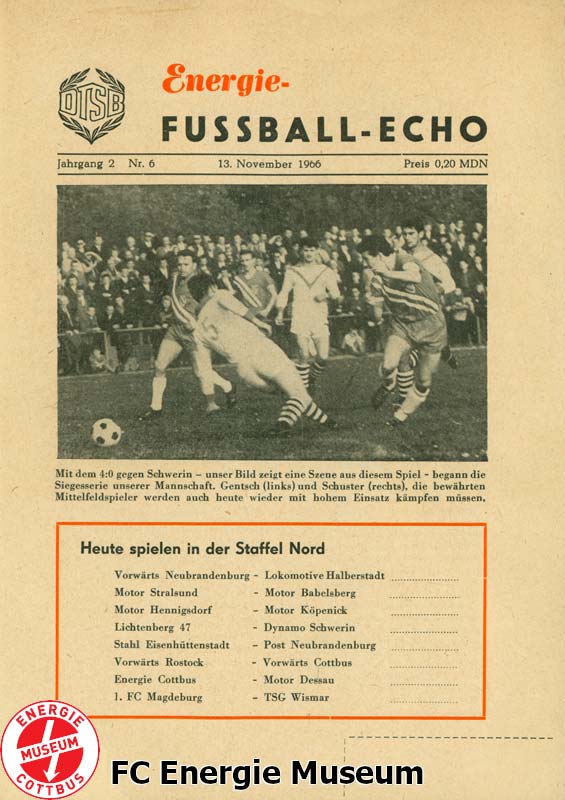 DTSB
Energie-
FUSSBALL-ECHO
Jahrgang 2 Nr. 6 13. November 1966 Preis 0,20 MDN
Mit dem 4:0 gegen Schwerin – unser Bild zeigt eine Szene aus diesem Spiel - begann die
Siegesserie unserer Mannschaft. Gentsch (links) und Schuster (rechts), die bewährten
Mittelfeldspieler werden auch heute wieder mit hohem Einsatz kämpfen müssen.
Heute spielen in der Staffel Nord
Vorwärts Neubrandenburg - Lokomotive Halberstadt
Motor Stralsund - Motor Babelsberg
Motor Hennigsdorf - Motor Köpenick
Lichtenberg 47 - Dynamo Schwerin
Stahl Eisenhüttenstadt - Post Neubrandenburg
Vorwärts Rostock - Vorwärts Cottbus
Energie Cottbus - Motor Dessau
1. FC Magdeburg - TSG Wismar
ENERGIE
MUSEUM
COTTBUS
FC Energie Museum